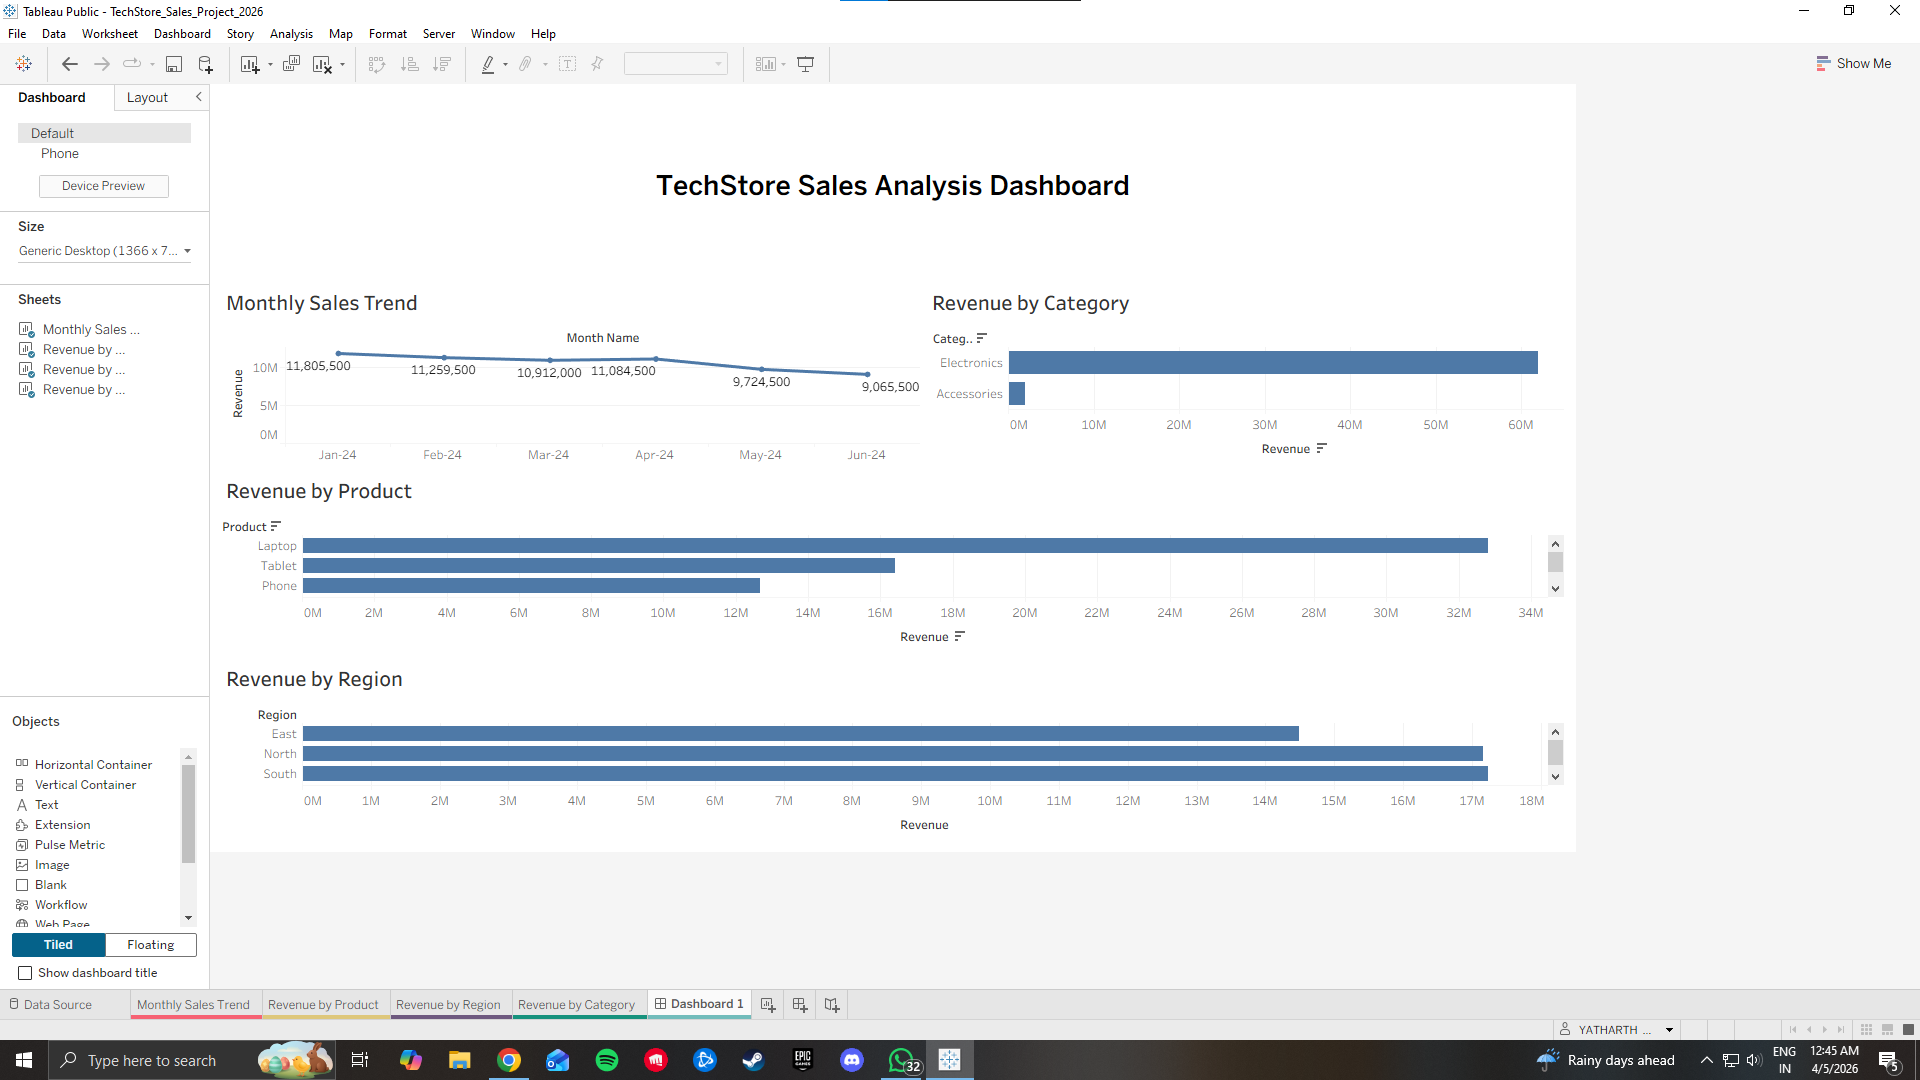 Tableau Public - TechStore_Sales_Project_2026
File Data Worksheet Dashboard Story Analysis Map Format Server Window Help
Show Me
Dashboard Layout
Default
Phone
Device Preview
Size
Generic Desktop (1366 x 7...
Sheets
Monthly Sales ...
Revenue by ...
Revenue by ...
Revenue by ...
Objects
Horizontal Container
Vertical Container
Text
Extension
Pulse Metric
Image
Blank
Workflow
Web Page
Tiled Floating
Show dashboard title
TechStore Sales Analysis Dashboard
Monthly Sales Trend
Month Name
Revenue
10M
5M
0M
11,805,500 11,259,500 10,912,000 11,084,500 9,724,500 9,065,500
Jan-24 Feb-24 Mar-24 Apr-24 May-24 Jun-24
Revenue by Category
Categ..
Electronics
Accessories
0M 10M 20M 30M 40M 50M 60M
Revenue
Revenue by Product
Product
Laptop
Tablet
Phone
0M 2M 4M 6M 8M 10M 12M 14M 16M 18M 20M 22M 24M 26M 28M 30M 32M 34M
Revenue
Revenue by Region
Region
East
North
South
0M 1M 2M 3M 4M 5M 6M 7M 8M 9M 10M 11M 12M 13M 14M 15M 16M 17M 18M
Revenue
Data Source Monthly Sales Trend Revenue by Product Revenue by Region Revenue by Category Dashboard 1
YATHARTH ...
Type here to search
EPIC GAMES
32
Rainy days ahead
ENG
IN
12:45 AM
4/5/2026
5